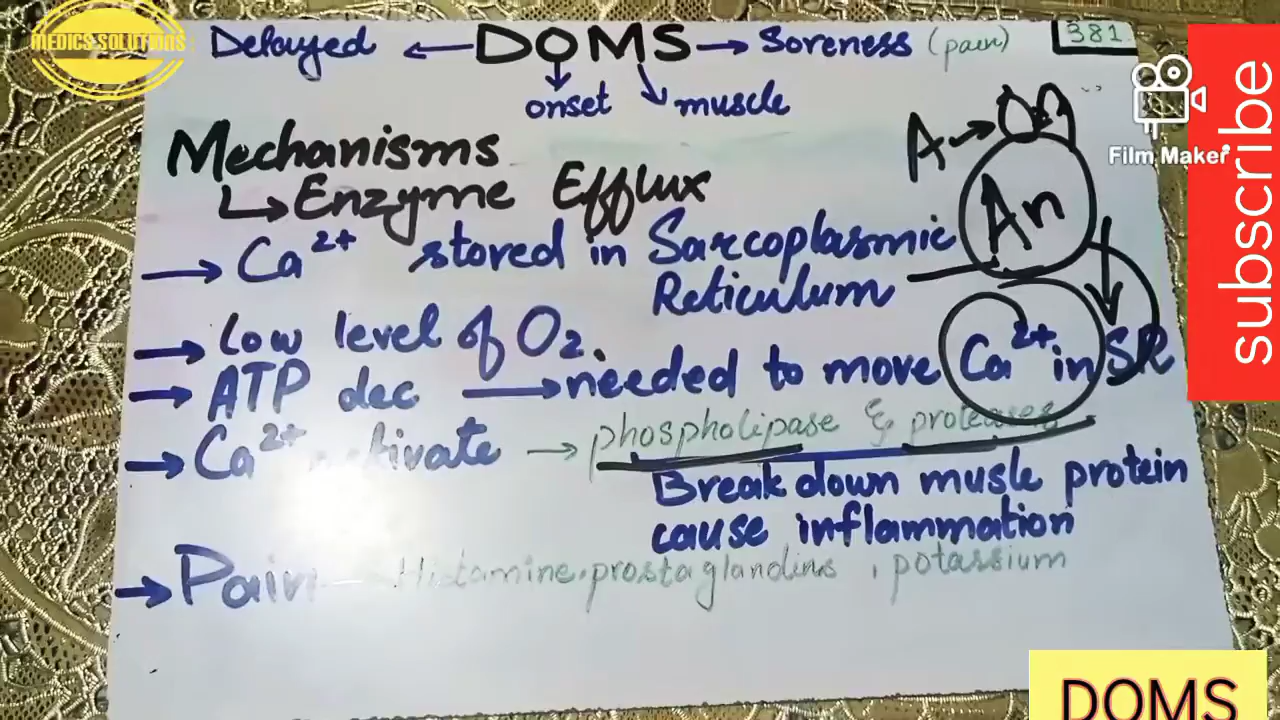 MEDICS SOLUTIONS
Delayed ← DOMS → Soreness (pain)
381
onset muscle
Film Maker
subscribe
Mechanisms
↳ Enzyme Efflux
A →
An
→ Ca²⁺ stored in Sarcoplasmic
Reticulum
→ Low level of O₂
→ ATP dec → needed to move Ca²⁺ in SR
→ Ca²⁺ activate → phospholipase & proteases
Break down musle protein
cause inflammation
→ Pain Histamine, prostaglandins, potassium
DOMS